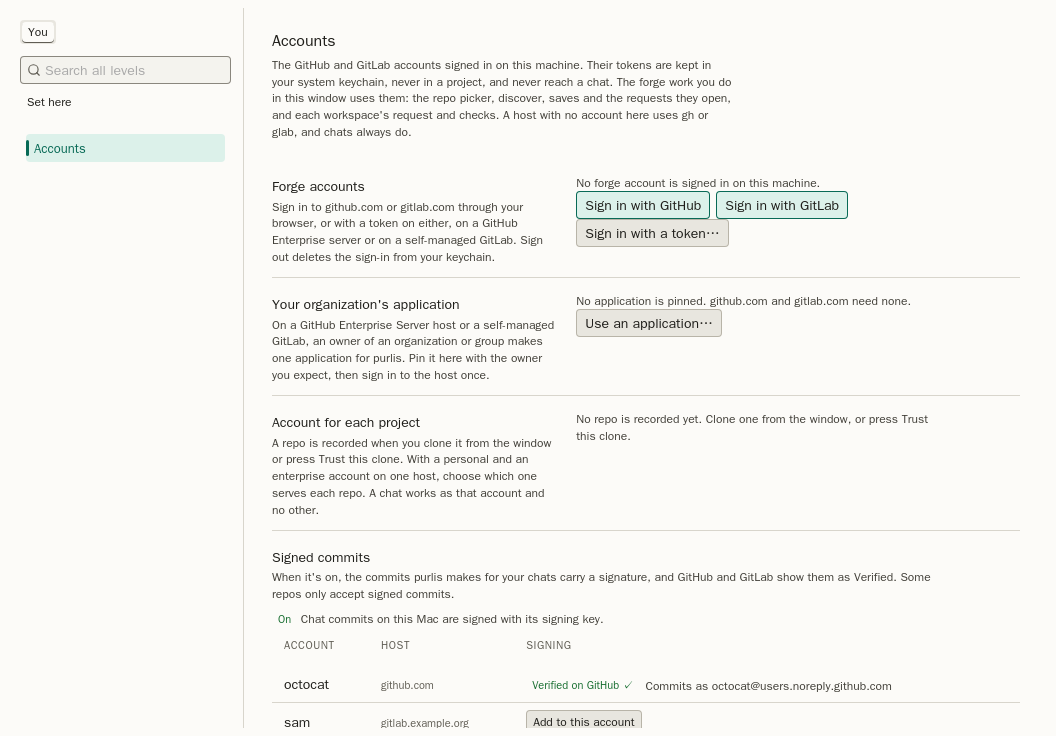 You
Search all levels
Set here
Accounts
Accounts
The GitHub and GitLab accounts signed in on this machine. Their tokens are kept in
your system keychain, never in a project, and never reach a chat. The forge work you do
in this window uses them: the repo picker, discover, saves and the requests they open,
and each workspace's request and checks. A host with no account here uses gh or
glab, and chats always do.
Forge accounts
Sign in to github.com or gitlab.com through your
browser, or with a token on either, on a GitHub
Enterprise server or on a self-managed GitLab. Sign
out deletes the sign-in from your keychain.
No forge account is signed in on this machine.
Sign in with GitHub
Sign in with GitLab
Sign in with a token···
Your organization's application
On a GitHub Enterprise Server host or a self-managed
GitLab, an owner of an organization or group makes
one application for purlis. Pin it here with the owner
you expect, then sign in to the host once.
No application is pinned. github.com and gitlab.com need none.
Use an application···
Account for each project
A repo is recorded when you clone it from the window
or press Trust this clone. With a personal and an
enterprise account on one host, choose which one
serves each repo. A chat works as that account and
no other.
No repo is recorded yet. Clone one from the window, or press Trust
this clone.
Signed commits
When it's on, the commits purlis makes for your chats carry a signature, and GitHub and GitLab show them as Verified. Some
repos only accept signed commits.
On Chat commits on this Mac are signed with its signing key.
ACCOUNT HOST SIGNING
octocat github.com Verified on GitHub ✓ Commits as octocat@users.noreply.github.com
sam gitlab.example.org Add to this account